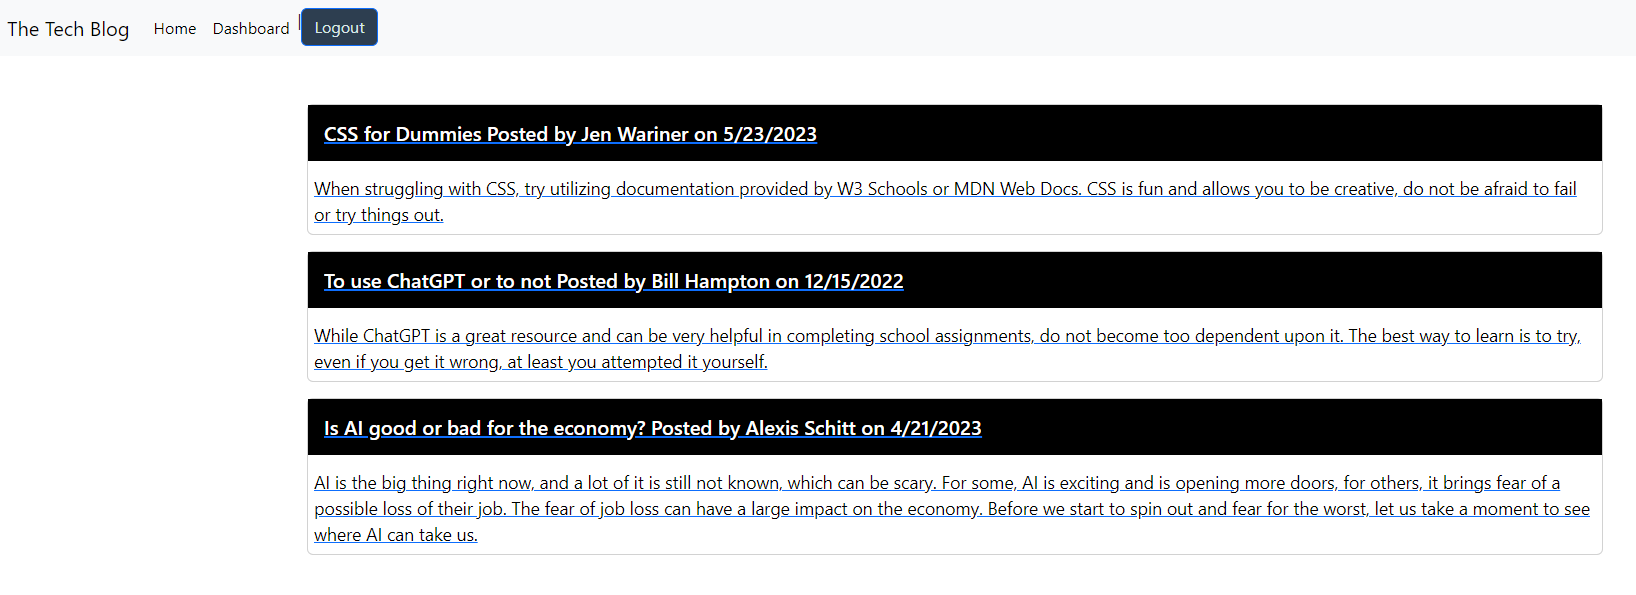 The Tech Blog Home Dashboard | Logout
CSS for Dummies Posted by Jen Wariner on 5/23/2023
When struggling with CSS, try utilizing documentation provided by W3 Schools or MDN Web Docs. CSS is fun and allows you to be creative, do not be afraid to fail
or try things out.
To use ChatGPT or to not Posted by Bill Hampton on 12/15/2022
While ChatGPT is a great resource and can be very helpful in completing school assignments, do not become too dependent upon it. The best way to learn is to try,
even if you get it wrong, at least you attempted it yourself.
Is AI good or bad for the economy? Posted by Alexis Schitt on 4/21/2023
AI is the big thing right now, and a lot of it is still not known, which can be scary. For some, AI is exciting and is opening more doors, for others, it brings fear of a
possible loss of their job. The fear of job loss can have a large impact on the economy. Before we start to spin out and fear for the worst, let us take a moment to see
where AI can take us.